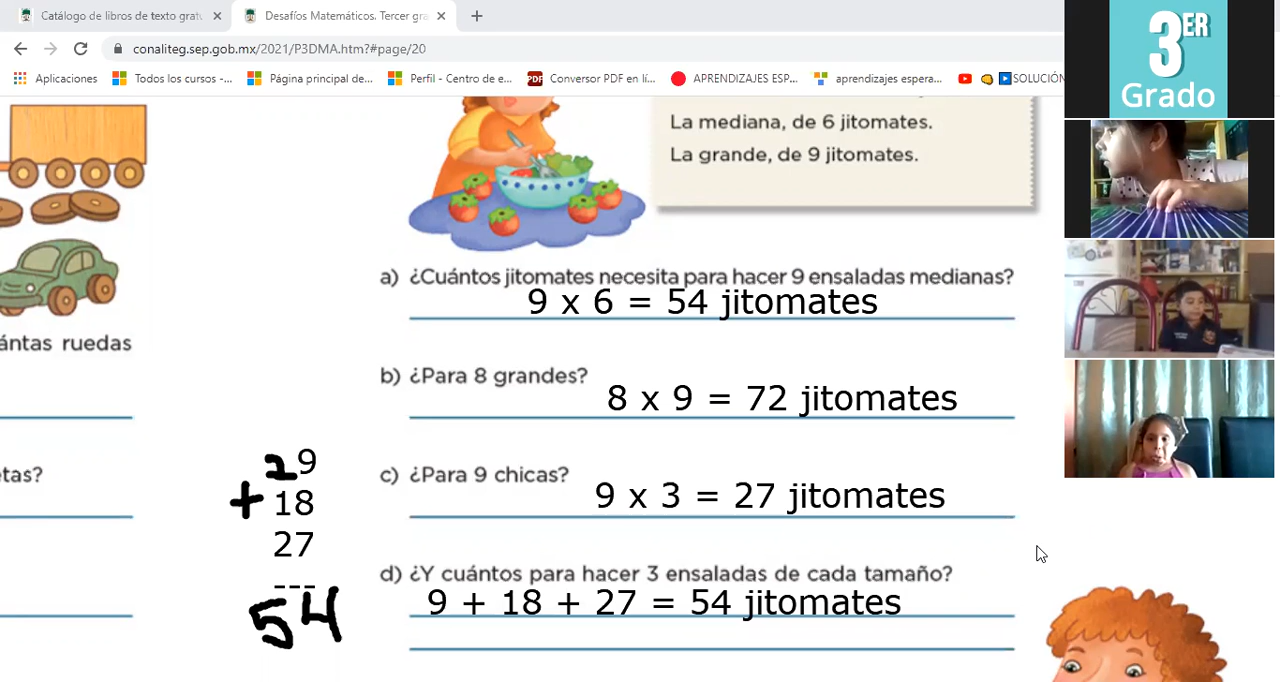 Catálogo de libros de texto gratu
Desafíos Matemáticos. Tercer gra
conaliteg.sep.gob.mx/2021/P3DMA.htm?#page/20
Aplicaciones
Todos los cursos -...
Página principal de...
Perfil - Centro de e...
PDF
Conversor PDF en lí...
APRENDIZAJES ESP...
aprendizajes espera...
SOLUCIÓN
3ER
Grado
La mediana, de 6 jitomates.
La grande, de 9 jitomates.
a) ¿Cuántos jitomates necesita para hacer 9 ensaladas medianas?
9 x 6 = 54 jitomates
ántas ruedas
b) ¿Para 8 grandes?
8 x 9 = 72 jitomates
etas?
c) ¿Para 9 chicas?
9 x 3 = 27 jitomates
d) ¿Y cuántos para hacer 3 ensaladas de cada tamaño?
9 + 18 + 27 = 54 jitomates
29
+ 18
27
---
54